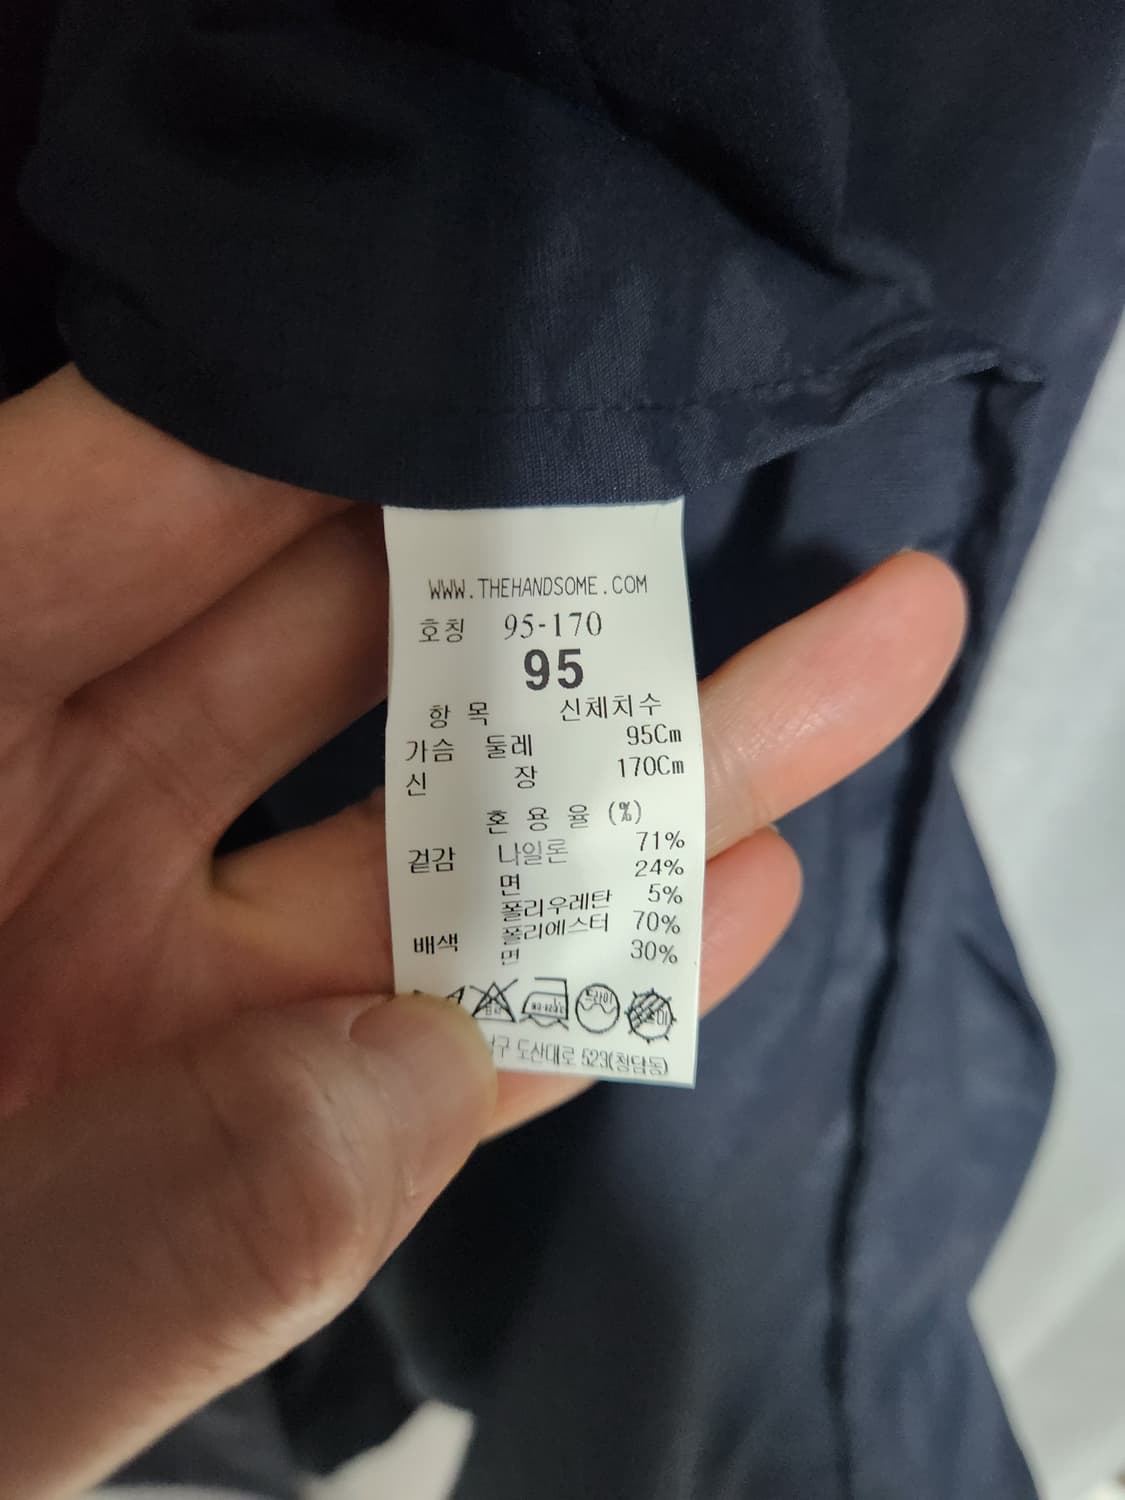 WWW.THEHANDSOME.COM
호칭 95-170
95
항 목 신체치수
가슴 둘레 95Cm
신 장 170Cm
혼 용 율 (%)
겉감 나일론 71%
면 24%
폴리우레탄 5%
배색 폴리에스터 70%
면 30%
드라이
도산대로 523(청담동)